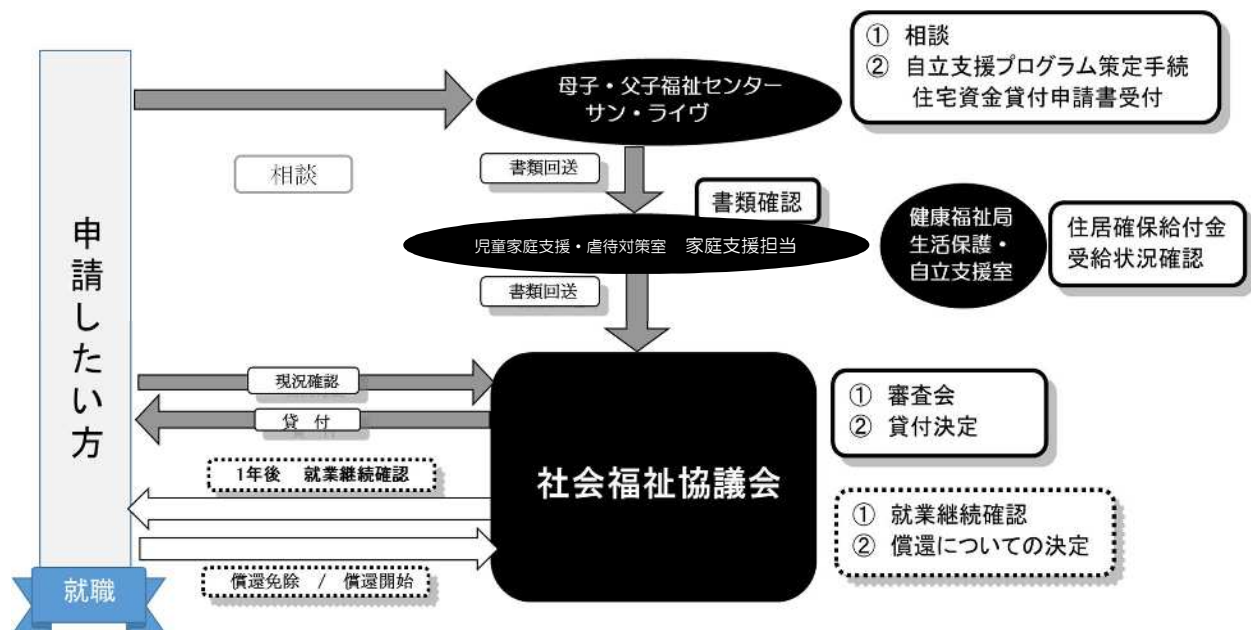 ① 相談
② 自立支援プログラム策定手続
住宅資金貸付申請書受付
母子・父子福祉センター
サン・ライヴ
相談
書類回送
書類確認
児童家庭支援・虐待対策室 家庭支援担当
健康福祉局
生活保護・
自立支援室
住居確保給付金
受給状況確認
書類回送
申請したい方
現況確認
貸 付
1年後 就業継続確認
償還免除 / 償還開始
社会福祉協議会
① 審査会
② 貸付決定
① 就業継続確認
② 償還についての決定
就職